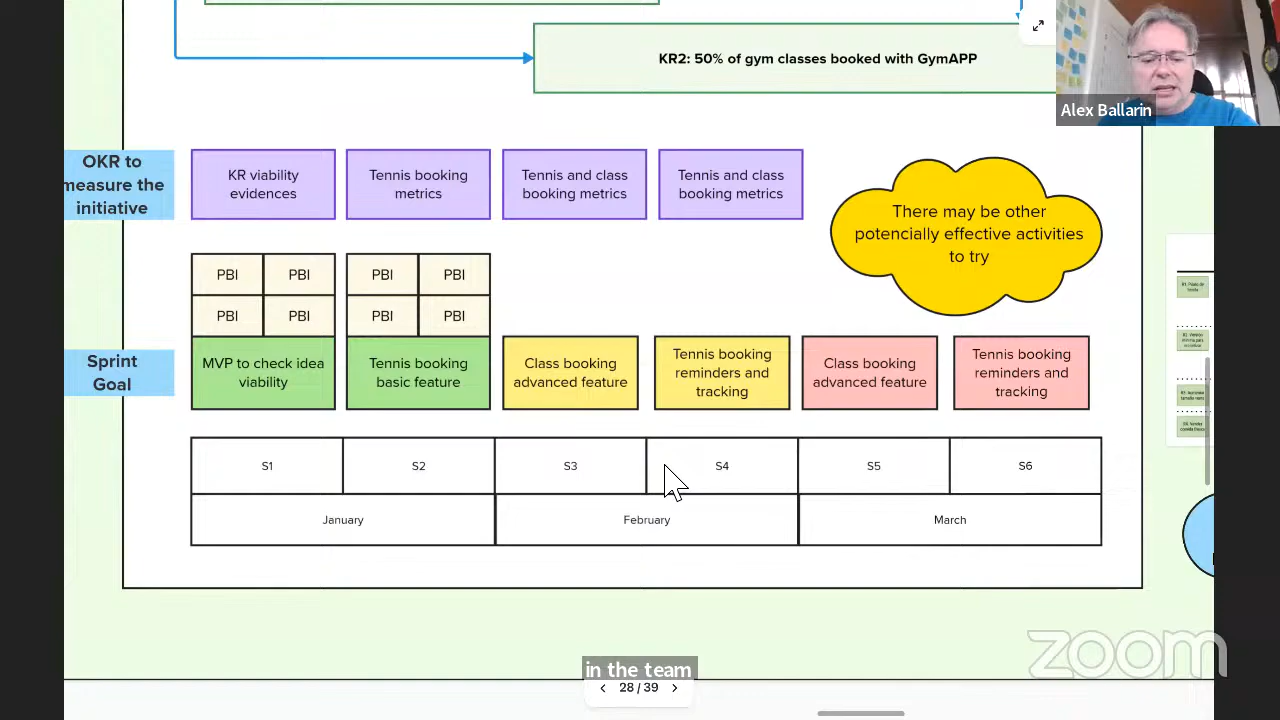 KR2: 50% of gym classes booked with GymAPP
Alex Ballarin
OKR to
measure the
initiative
KR viability
evidences
Tennis booking
metrics
Tennis and class
booking metrics
Tennis and class
booking metrics
There may be other
potencially effective activities
to try
PBI
PBI
PBI
PBI
PBI
PBI
PBI
PBI
Sprint
Goal
MVP to check idea
viability
Tennis booking
basic feature
Class booking
advanced feature
Tennis booking
reminders and
tracking
Class booking
advanced feature
Tennis booking
reminders and
tracking
S1
S2
S3
S4
S5
S6
January
February
March
in the team
28 / 39
zoom